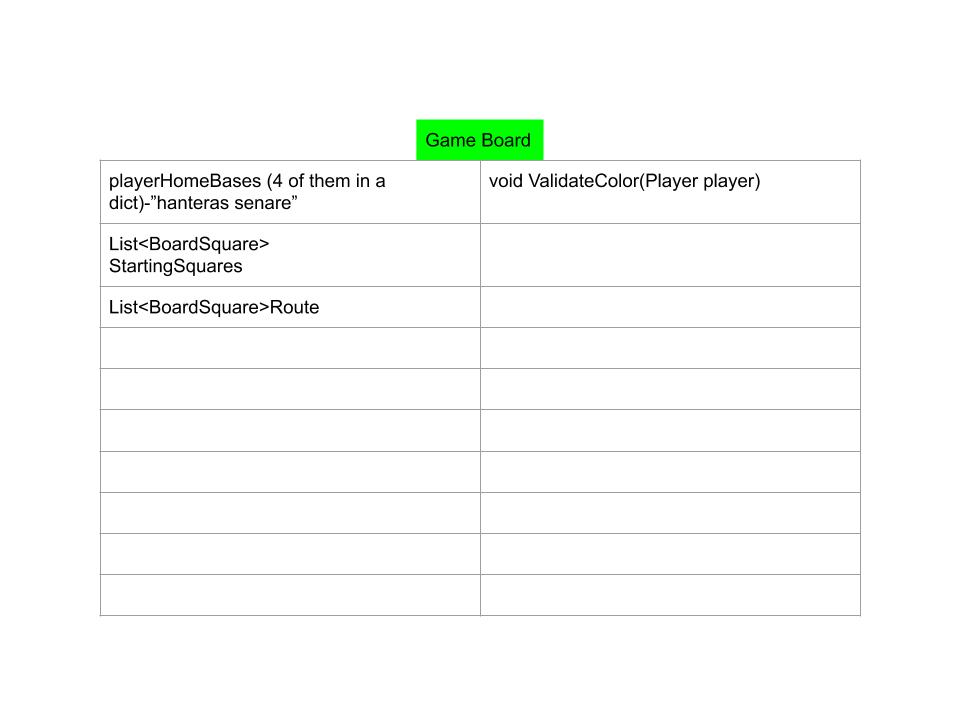 Game Board
playerHomeBases (4 of them in a
dict)-”hanteras senare”
void ValidateColor(Player player)
List<BoardSquare>
StartingSquares
List<BoardSquare>Route